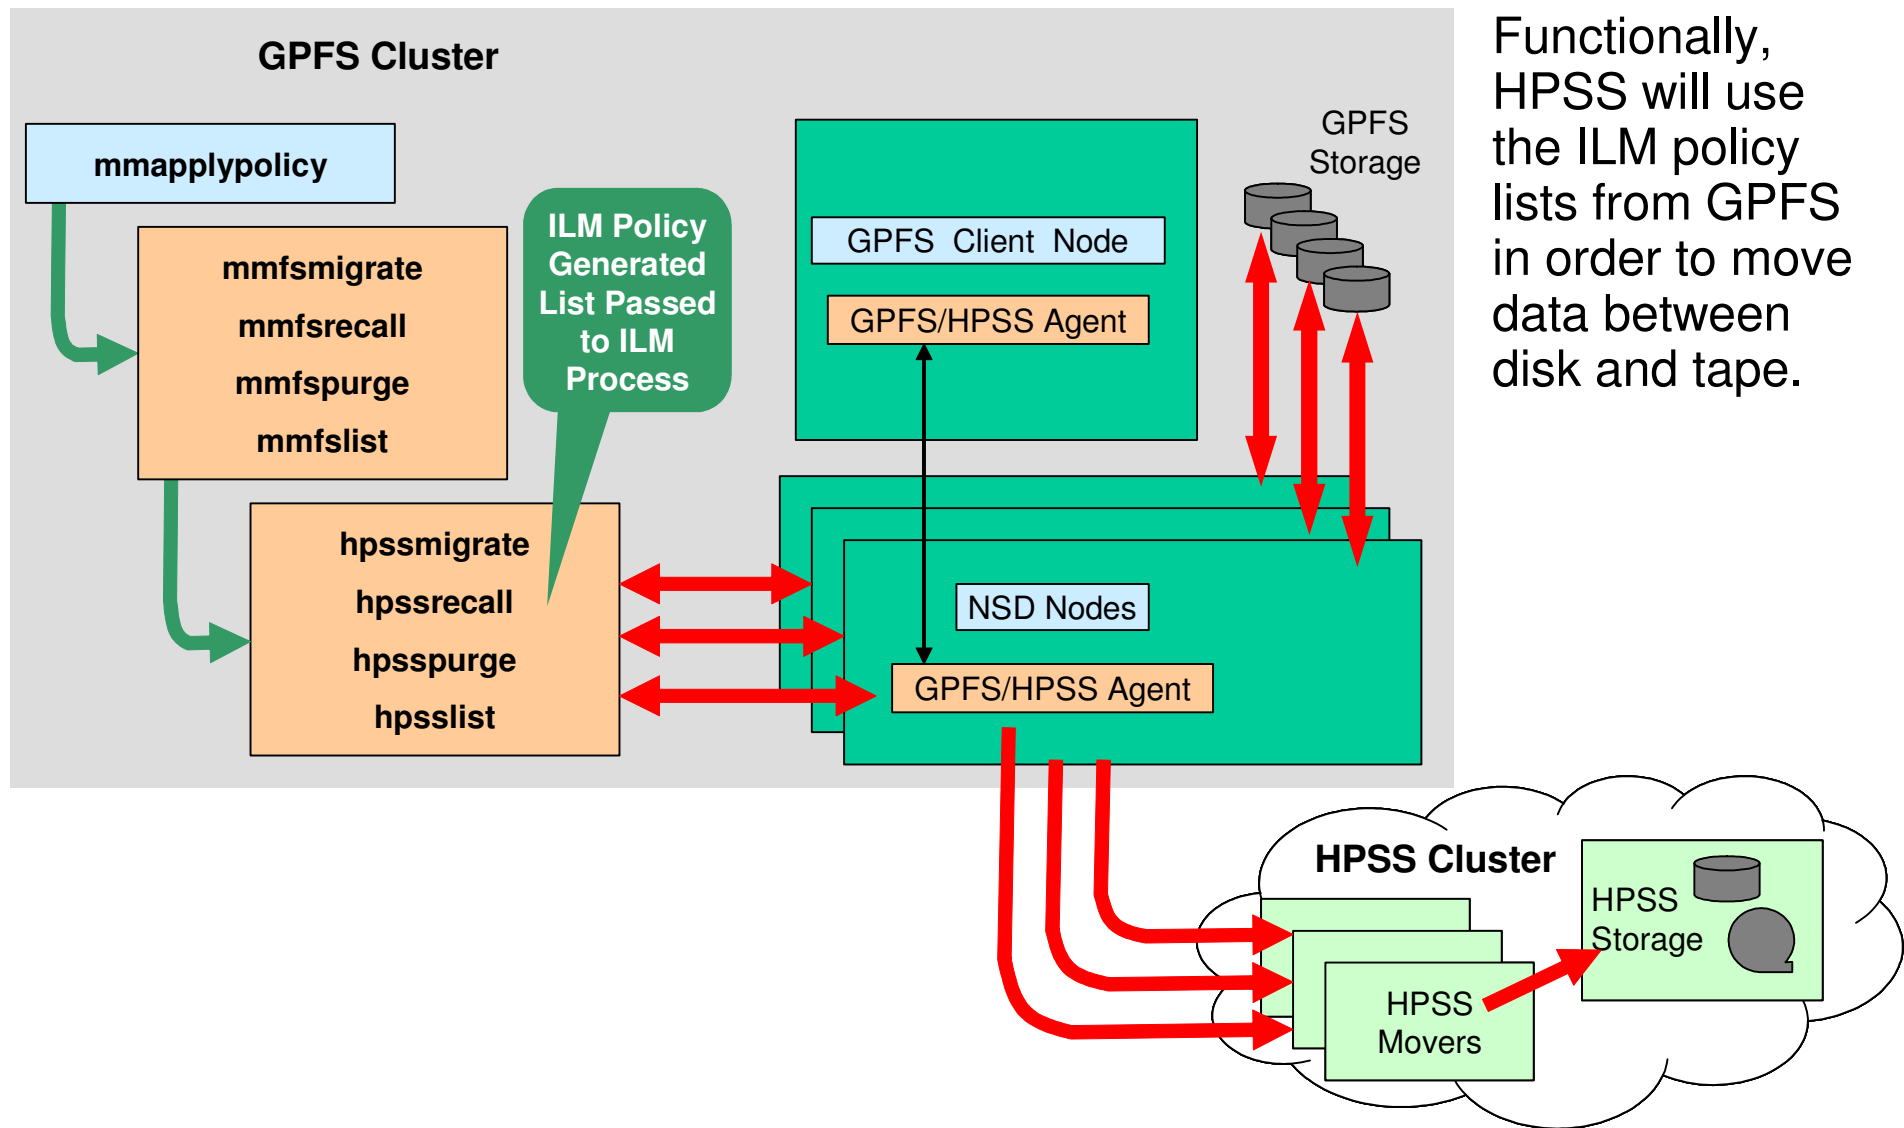 GPFS Cluster
mmapplypolicy
mmfsmigrate
mmfsrecall
mmfspurge
mmfslist
ILM Policy
Generated
List Passed
to ILM
Process
hpssmigrate
hpssrecall
hpsspurge
hpsslist
GPFS Client Node
GPFS/HPSS Agent
GPFS
Storage
NSD Nodes
GPFS/HPSS Agent
Functionally,
HPSS will use
the ILM policy
lists from GPFS
in order to move
data between
disk and tape.
HPSS Cluster
HPSS
Storage
HPSS
Movers